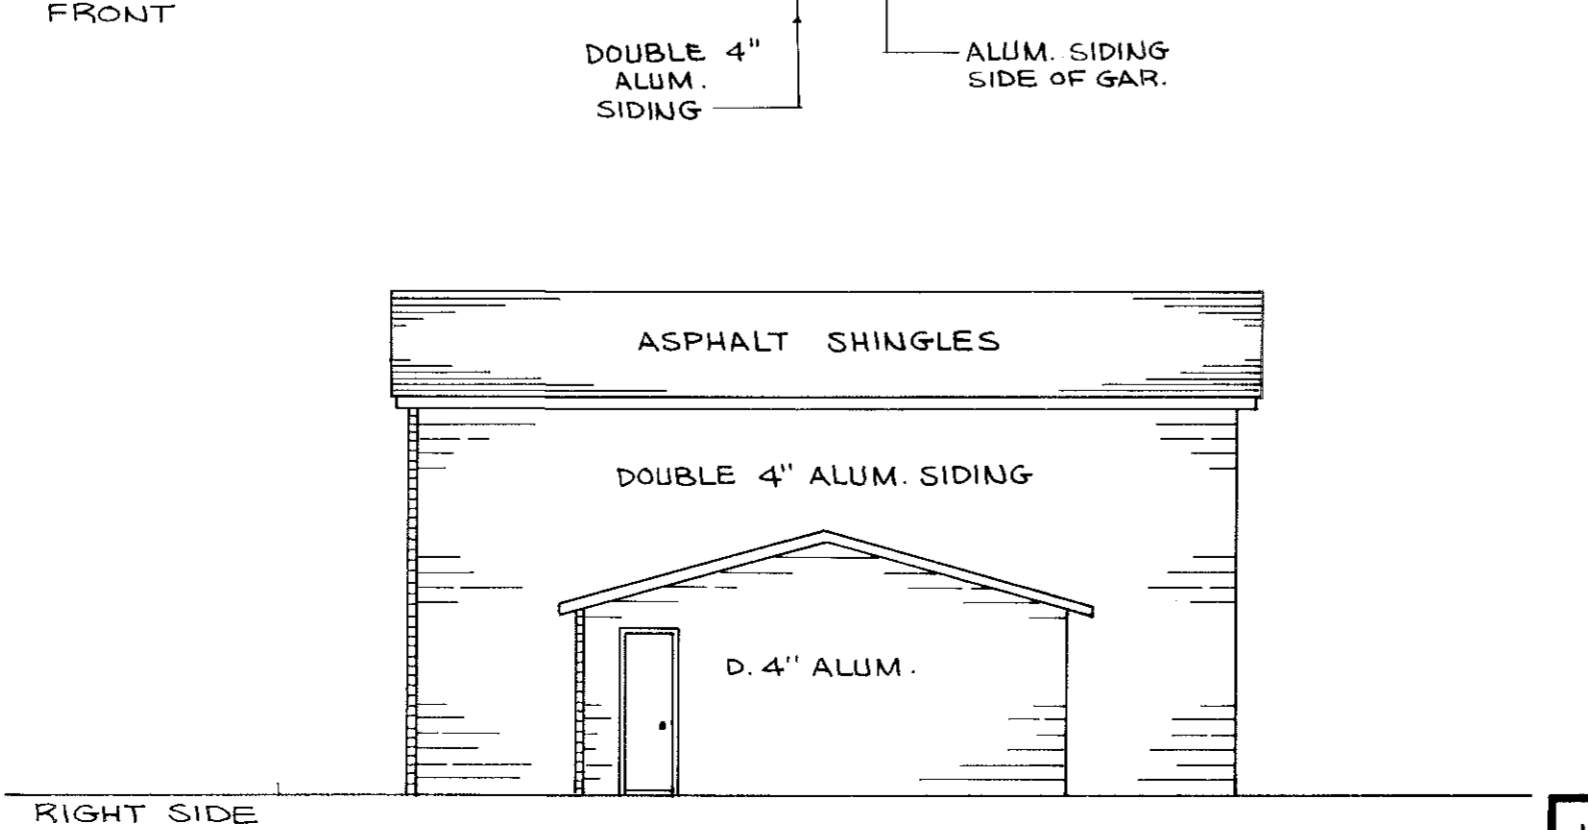 FRONT
DOUBLE 4"
ALUM.
SIDING
ALUM. SIDING
SIDE OF GAR.
ASPHALT SHINGLES
DOUBLE 4" ALUM. SIDING
D. 4" ALUM.
RIGHT SIDE